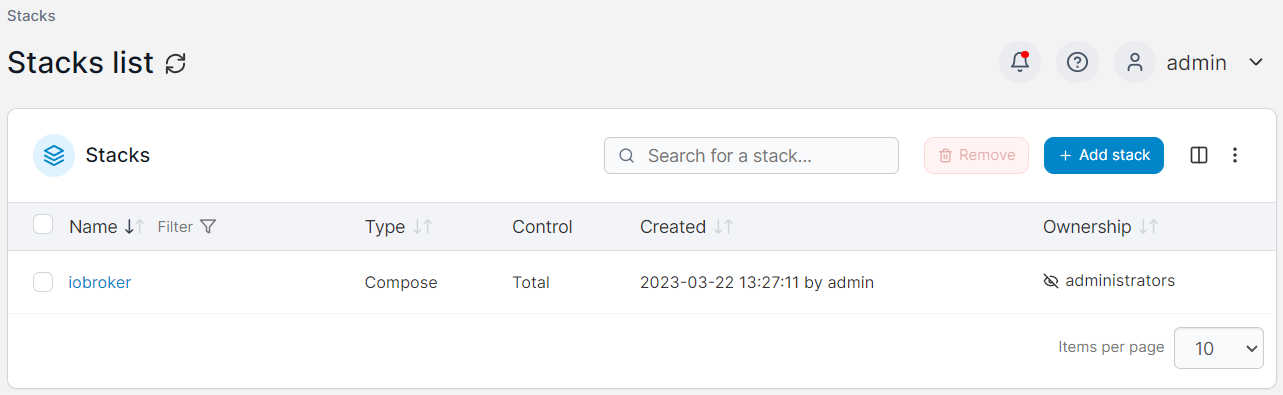 Stacks
Stacks list
admin
Stacks
Search for a stack...
Remove
+ Add stack
Name Filter Type Control Created Ownership
iobroker Compose Total 2023-03-22 13:27:11 by admin administrators
Items per page 10